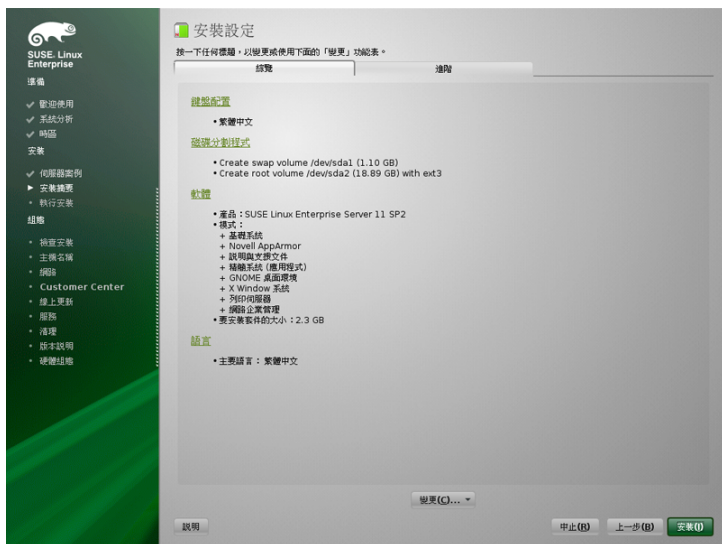 SUSE. Linux
Enterprise
準備
歡迎使用
系統分析
時區
安裝
伺服器案例
安裝摘要
執行安裝
組態
檢查安裝
主機名稱
網路
Customer Center
線上更新
服務
清理
版本說明
硬體組態
安裝設定
按一下任何標題，以變更或使用下面的「變更」功能表。
綜覽
進階
鍵盤配置
• 繁體中文
磁碟分割程式
• Create swap volume /dev/sda1 (1.10 GB)
• Create root volume /dev/sda2 (18.89 GB) with ext3
軟體
• 產品：SUSE Linux Enterprise Server 11 SP2
• 模式：
+ 基礎系統
+ Novell AppArmor
+ 說明與支援文件
+ 精簡系統 (應用程式)
+ GNOME 桌面環境
+ X Window 系統
+ 列印伺服器
+ 網路企業管理
• 要安裝套件的大小：2.3 GB
語言
• 主要語言： 繁體中文
變更(C)...
說明
中止(R)
上一步(B)
安裝(I)